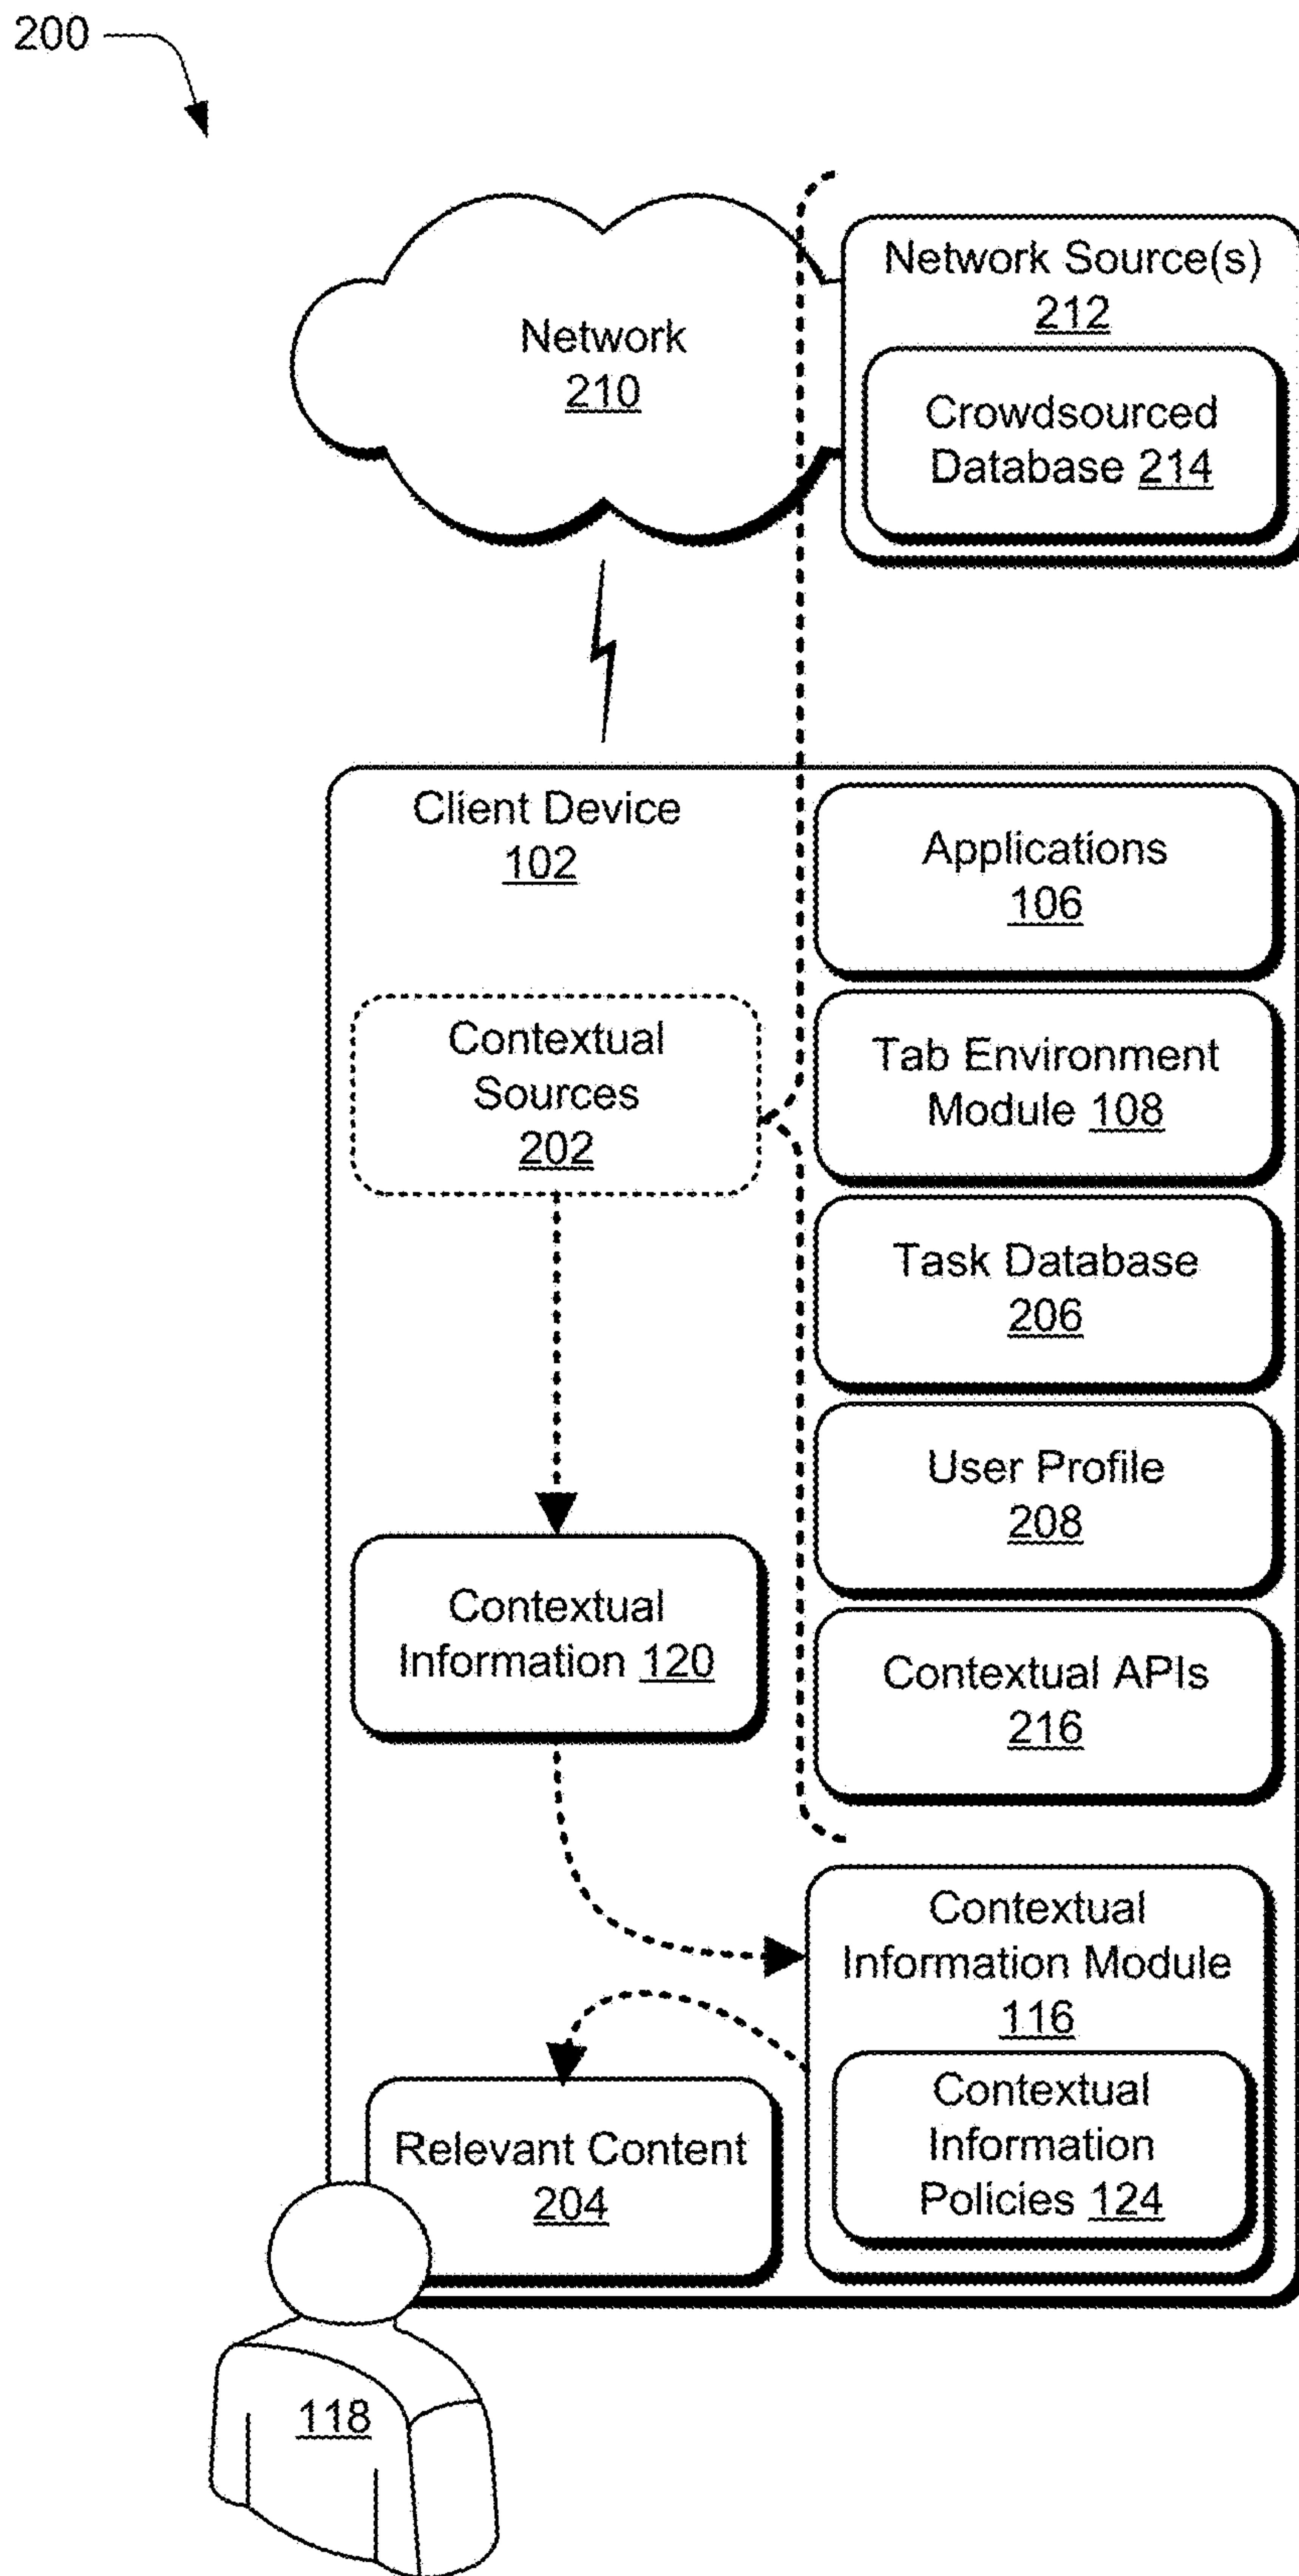 200
Network Source(s)
212
Network
210
Crowdsourced
Database 214
Client Device
102
Applications
106
Contextual
Sources
202
Tab Environment
Module 108
Task Database
206
User Profile
208
Contextual
Information 120
Contextual APIs
216
Contextual
Information Module
116
Contextual
Information
Policies 124
Relevant Content
204
118